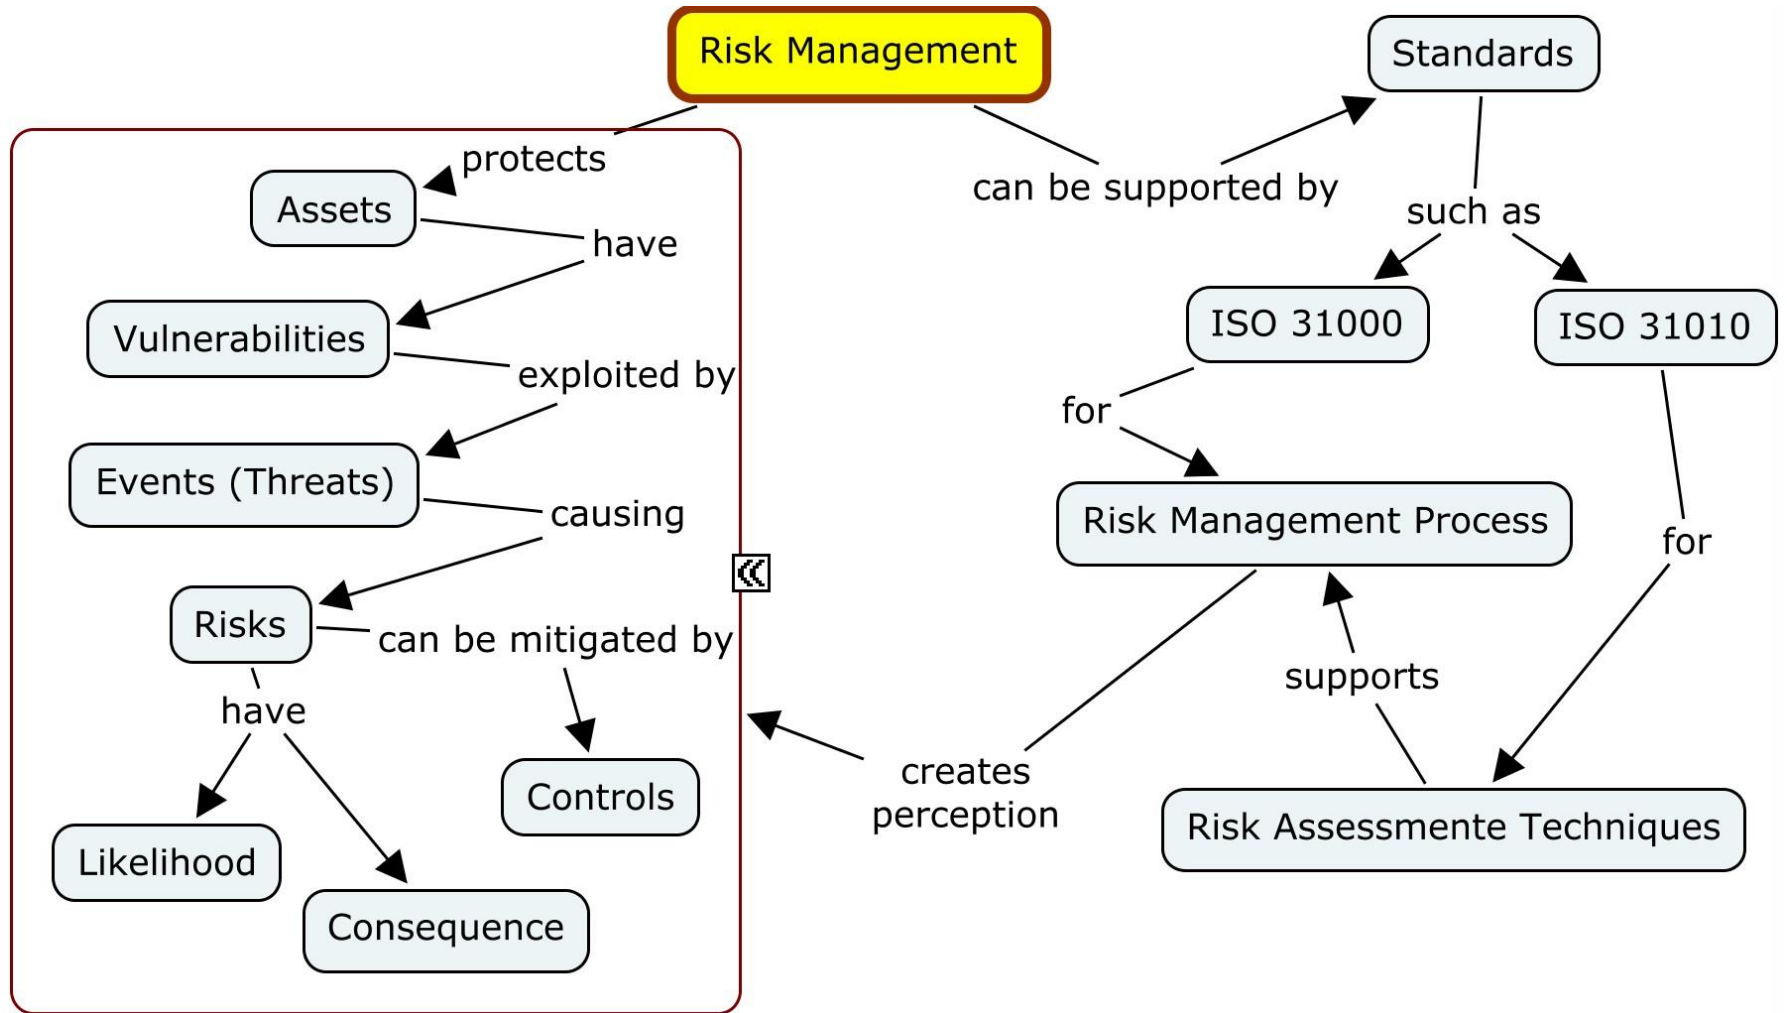 Risk Management
Standards
protects
can be supported by
Assets
such as
have
ISO 31000
ISO 31010
Vulnerabilities
exploited by
for
Events (Threats)
causing
Risk Management Process
for
Risks
can be mitigated by
supports
have
creates
perception
Controls
Risk Assessmente Techniques
Likelihood
Consequence